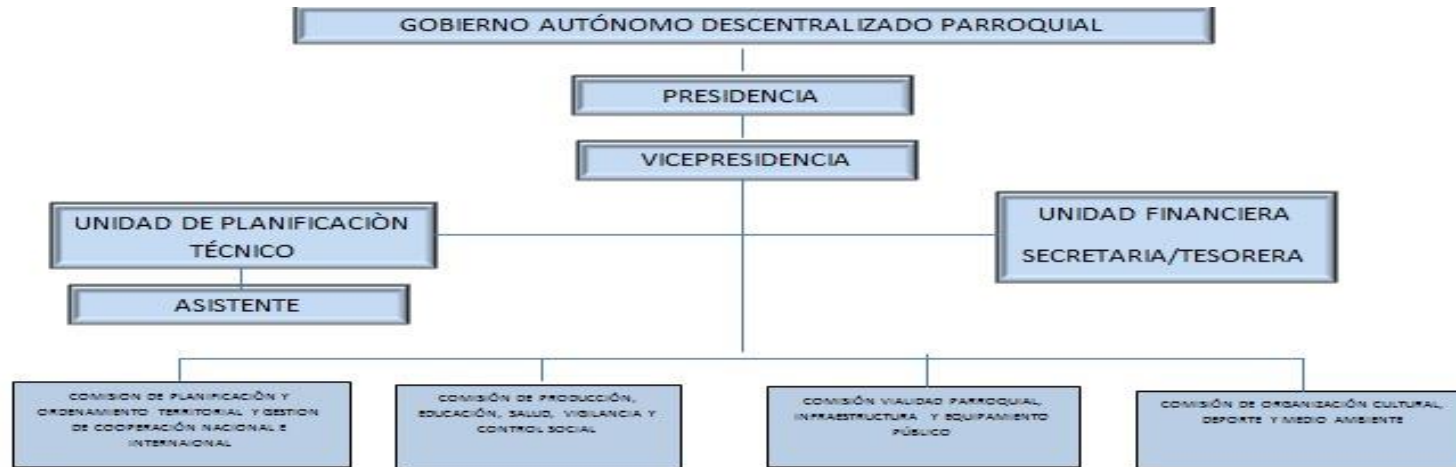 GOBIERNO AUTÓNOMO DESCENTRALIZADO PARROQUIAL
PRESIDENCIA
VICEPRESIDENCIA
UNIDAD DE PLANIFICACIÒN
TÉCNICO
UNIDAD FINANCIERA
SECRETARIA/TESORERA
ASISTENTE
COMISION DE PLANIFICACIÓN Y
ORDENAMIENTO TERRITORIAL Y GESTION
DE COOPERACIÓN NACIONAL E
INTERNAIONAL
COMISIÓN DE PRODUCCIÓN,
EDUCACIÓN, SALUD, VIGILANCIA Y
CONTROL SOCIAL
COMISIÓN VIALIDAD PARROQUIAL,
INFRAESTRUCTURA Y EQUIPAMIENTO
PÚBLICO
COMISIÓN DE ORGANIZACIÓN CULTURAL,
DEPORTE Y MEDIO AMBIENTE